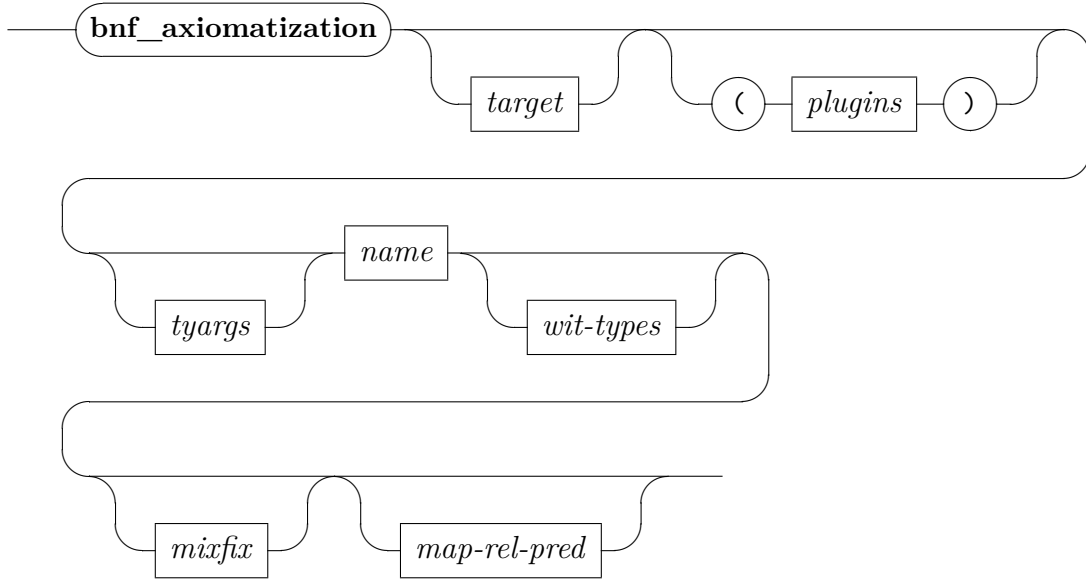 bnf_axiomatization
target ( plugins )
name
tyargs wit-types
mixfix map-rel-pred